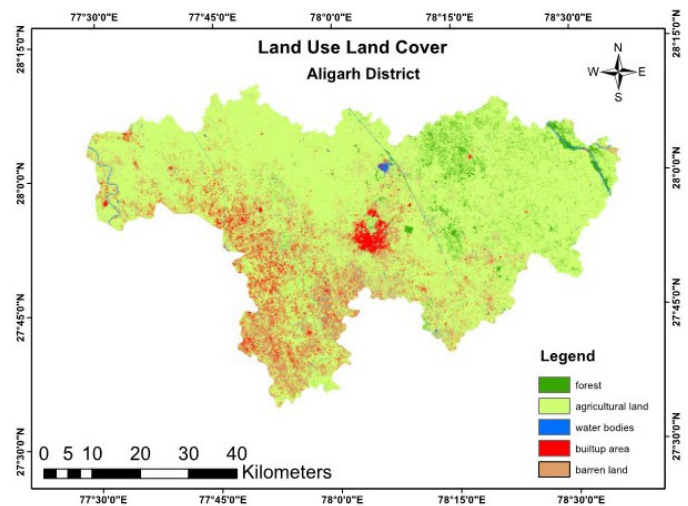 77°30'0"E 77°45'0"E 78°0'0"E 78°15'0"E 78°30'0"E
28°15'0"N 28°15'0"N
Land Use Land Cover
Aligarh District
N
W E
S
28°0'0"N 28°0'0"N
27°45'0"N 27°45'0"N
Legend
forest
agricultural land
water bodies
builtup area
barren land
27°30'0"N 27°30'0"N
0 5 10 20 30 40
Kilometers
77°30'0"E 77°45'0"E 78°0'0"E 78°15'0"E 78°30'0"E